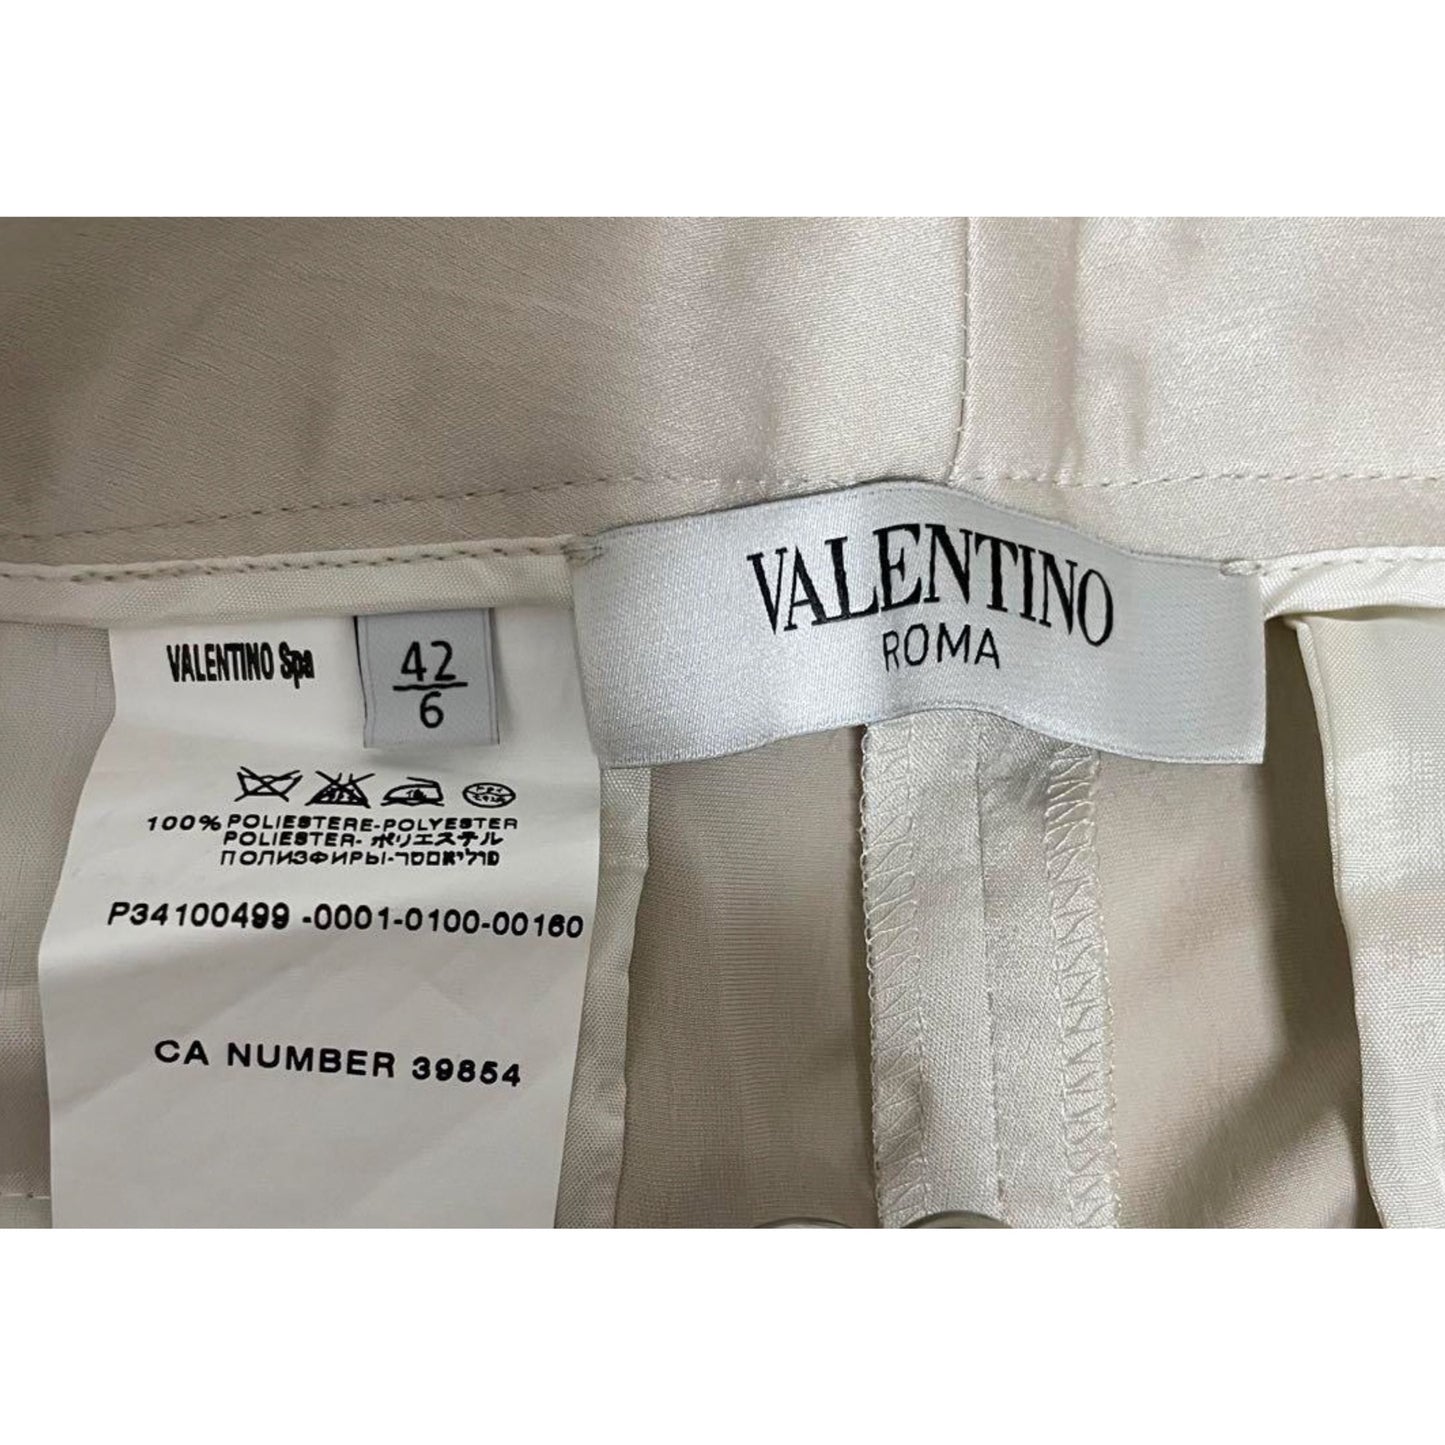 VALENTINO
ROMA
VALENTINO Spa
42
6
100% POLIESTERE-POLYESTER
POLIESTER- ポリエステル
ПОЛИЭФИРЫ-פוליאסטר
P34100499 -0001-0100-00160
CA NUMBER 39854